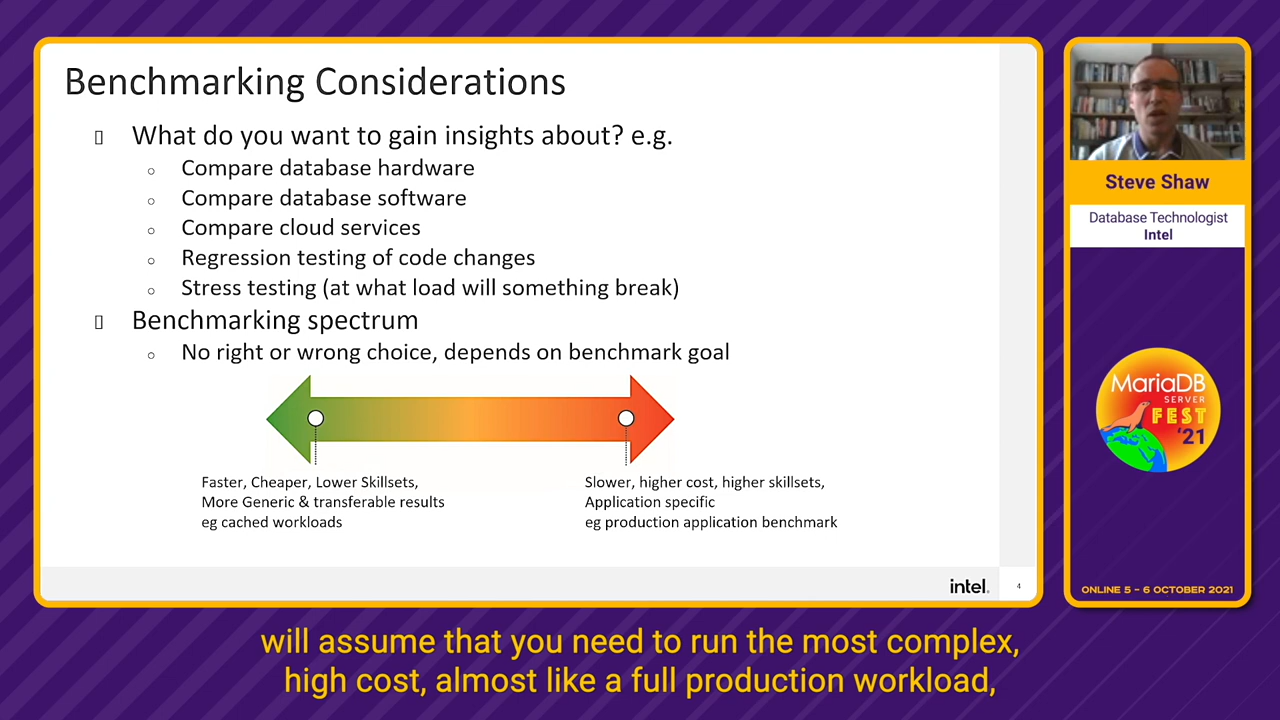 Benchmarking Considerations
What do you want to gain insights about? e.g.
Compare database hardware
Compare database software
Compare cloud services
Regression testing of code changes
Stress testing (at what load will something break)
Benchmarking spectrum
No right or wrong choice, depends on benchmark goal
Faster, Cheaper, Lower Skillsets,
More Generic & transferable results
eg cached workloads
Slower, higher cost, higher skillsets,
Application specific
eg production application benchmark
intel.
4
Steve Shaw
Database Technologist
Intel
MariaDB
SERVER
FEST
'21
ONLINE 5 - 6 OCTOBER 2021
will assume that you need to run the most complex,
high cost, almost like a full production workload,